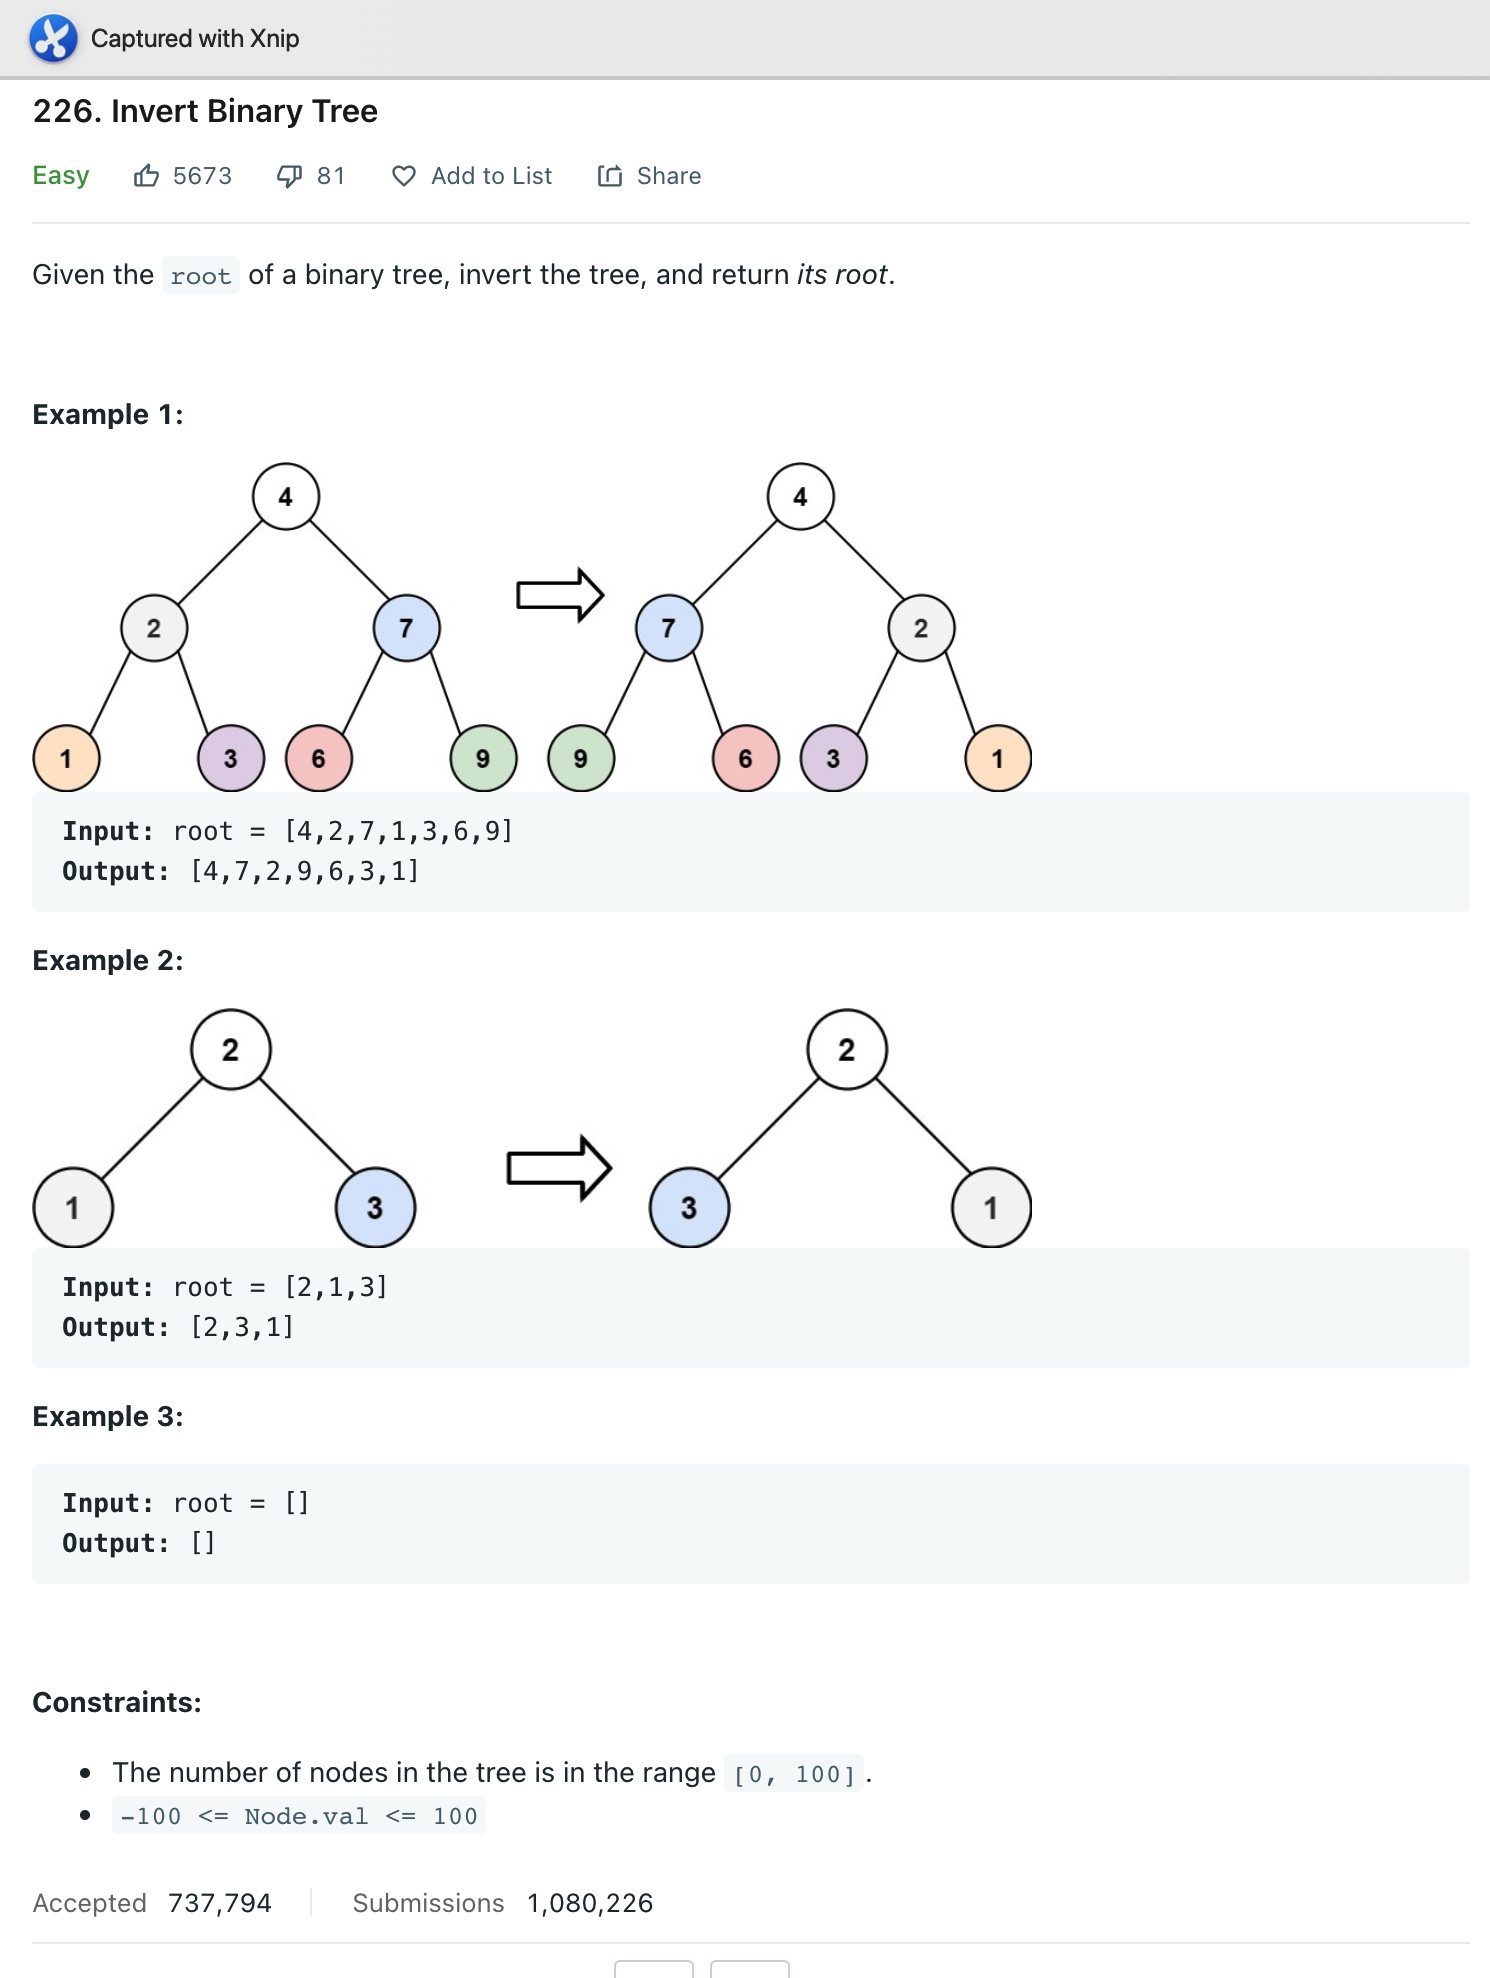 Captured with Xnip
226. Invert Binary Tree
Easy 5673 81 Add to List Share
Given the root of a binary tree, invert the tree, and return its root.
Example 1:
4 4
2 7 7 2
1 3 6 9 9 6 3 1
Input: root = [4,2,7,1,3,6,9]
Output: [4,7,2,9,6,3,1]
Example 2:
2 2
1 3 3 1
Input: root = [2,1,3]
Output: [2,3,1]
Example 3:
Input: root = []
Output: []
Constraints:
• The number of nodes in the tree is in the range [0, 100].
• -100 <= Node.val <= 100
Accepted 737,794 Submissions 1,080,226